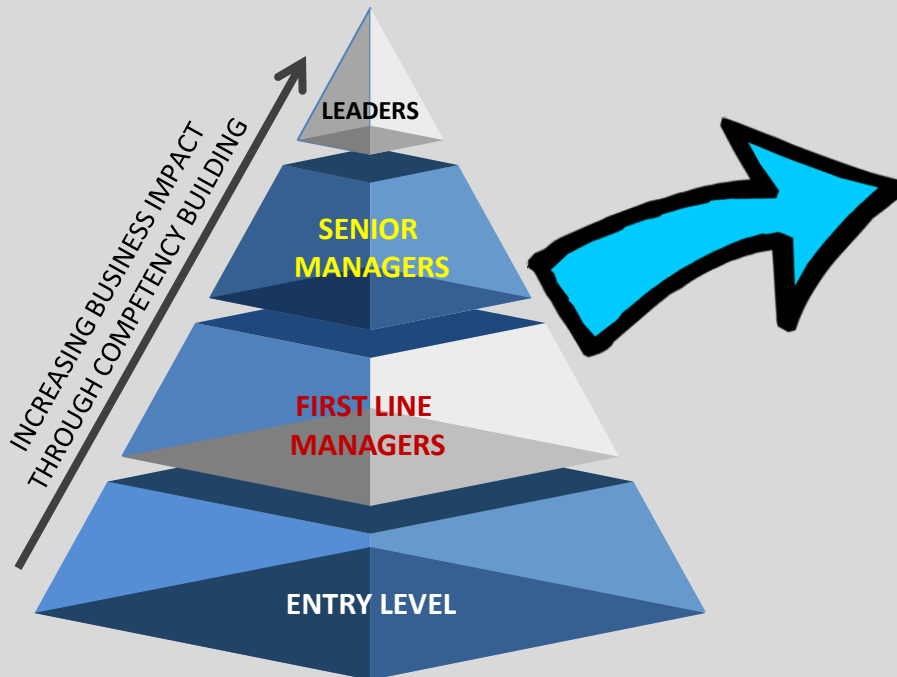 INCREASING BUSINESS IMPACT
THROUGH COMPETENCY BUILDING
LEADERS
SENIOR
MANAGERS
FIRST LINE
MANAGERS
ENTRY LEVEL